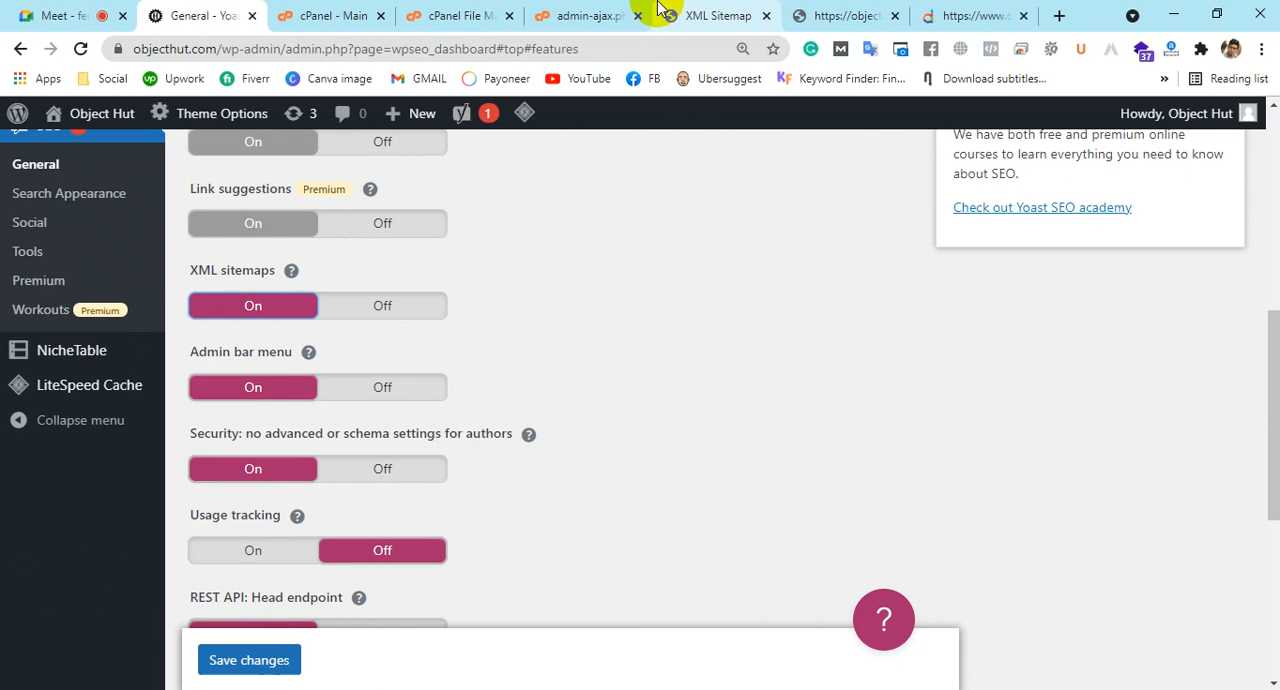 General - Yoa
cPanel - Main
cPanel File Ma
admin-ajax.ph
XML Sitemap
https://objec
https://www.c
Meet - fe
objecthut.com/wp-admin/admin.php?page=wpseo_dashboard#top#features
37
Apps
Social
Upwork
Fiverr
Canva image
GMAIL
Payoneer
YouTube
FB
Ubersuggest
Keyword Finder: Fin...
Download subtitles...
»
Reading list
Object Hut
Theme Options
3
0
New
1
Howdy, Object Hut
General
Search Appearance
Social
Tools
Premium
Workouts Premium
NicheTable
LiteSpeed Cache
Collapse menu
On Off
Link suggestions Premium ?
On Off
XML sitemaps ?
On Off
Admin bar menu ?
On Off
Security: no advanced or schema settings for authors ?
On Off
Usage tracking ?
On Off
REST API: Head endpoint ?
Save changes
?
We have both free and premium online
courses to learn everything you need to know
about SEO.
Check out Yoast SEO academy